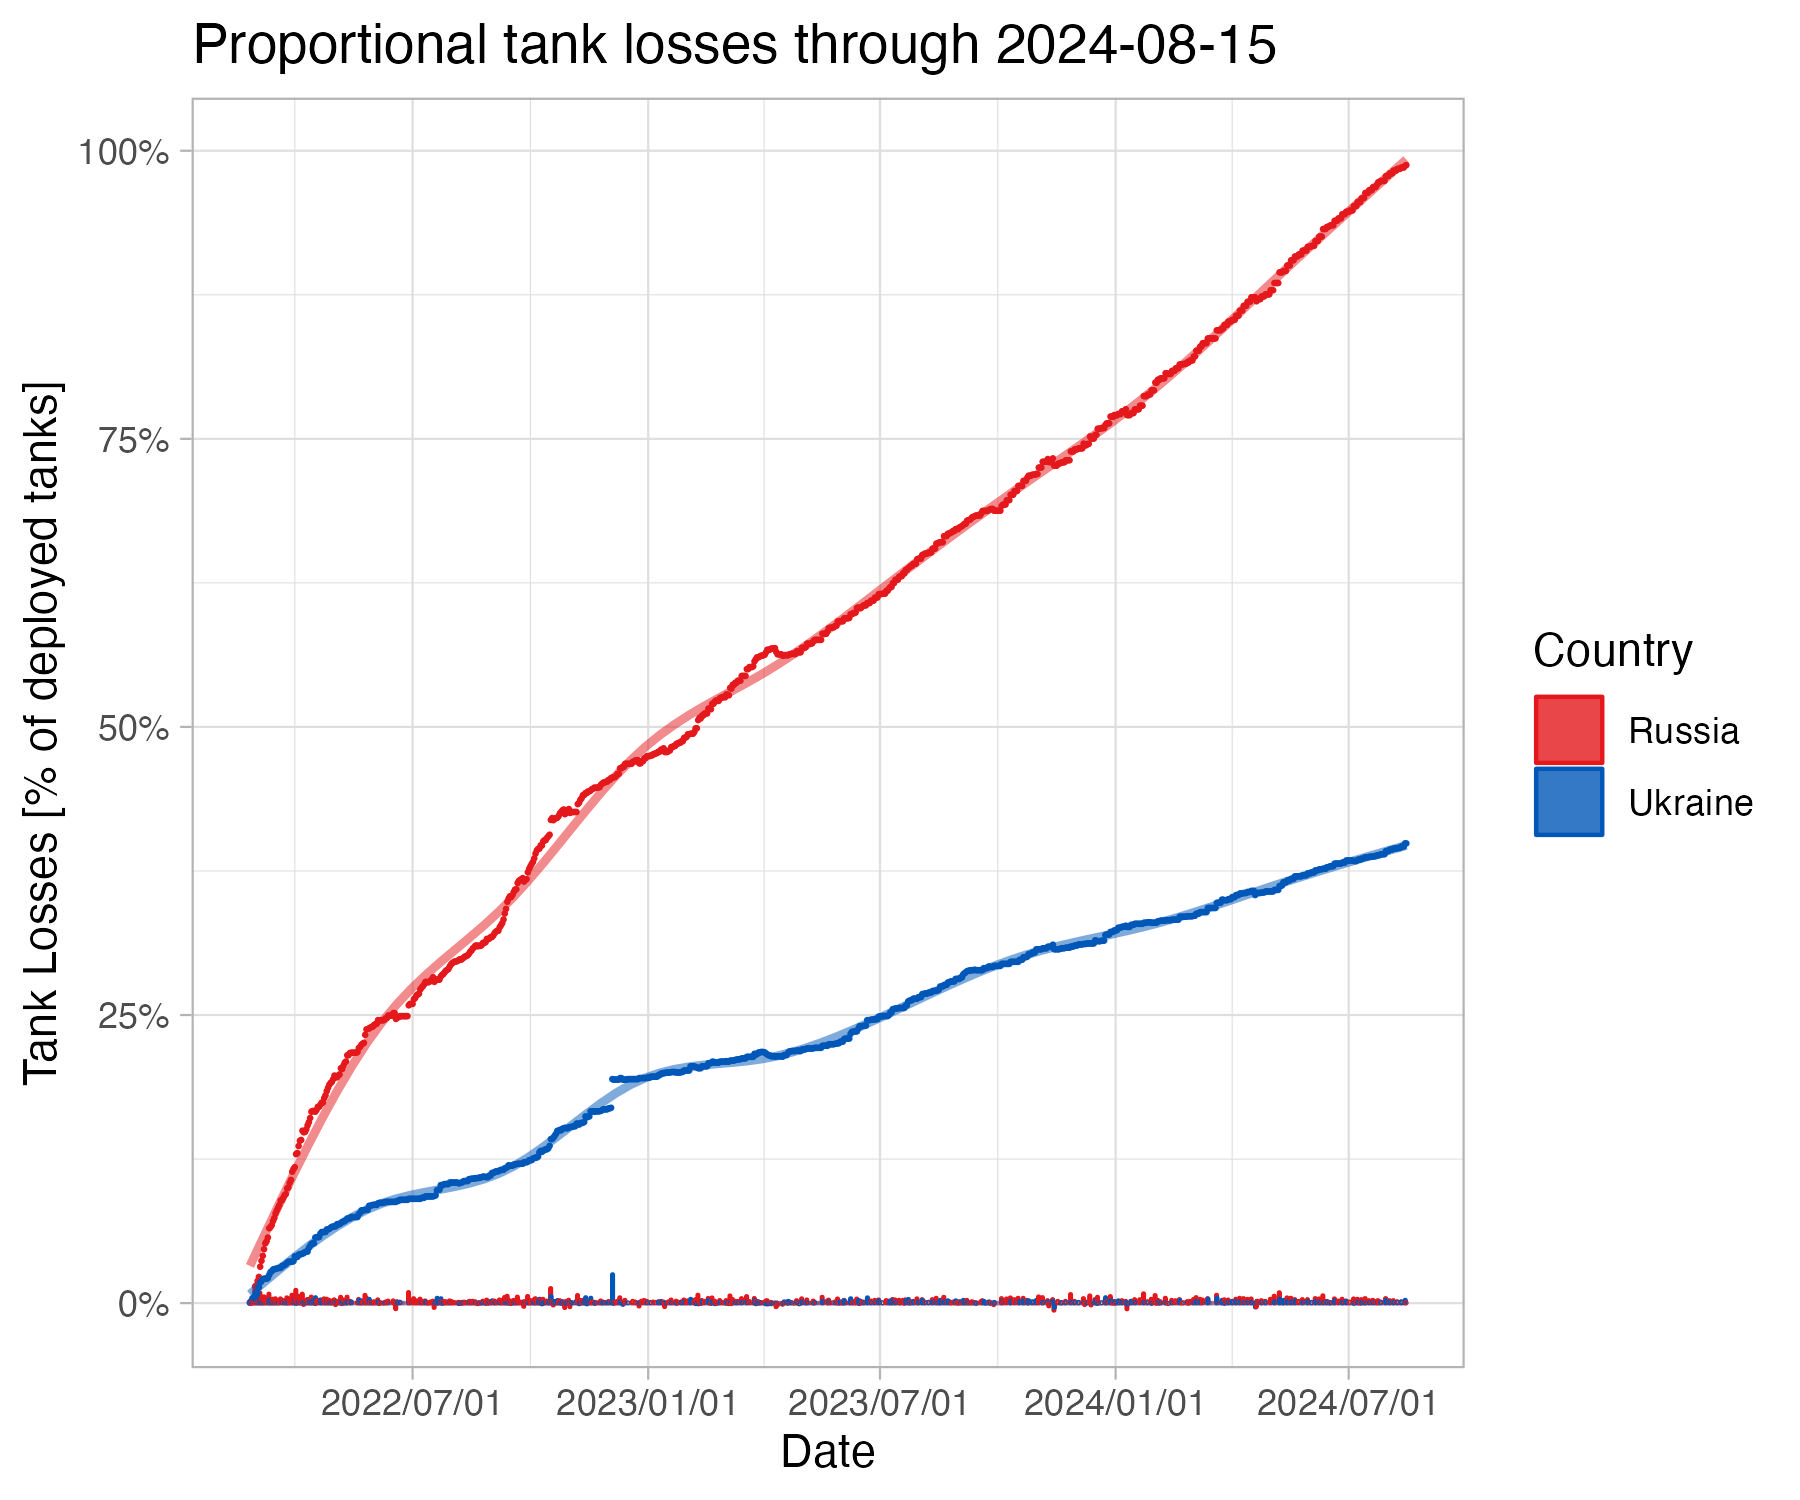 Proportional tank losses through 2024-08-15
Tank Losses [% of deployed tanks]
100%
75%
50%
25%
0%
2022/07/01
2023/01/01
2023/07/01
2024/01/01
2024/07/01
Date
Country
Russia
Ukraine